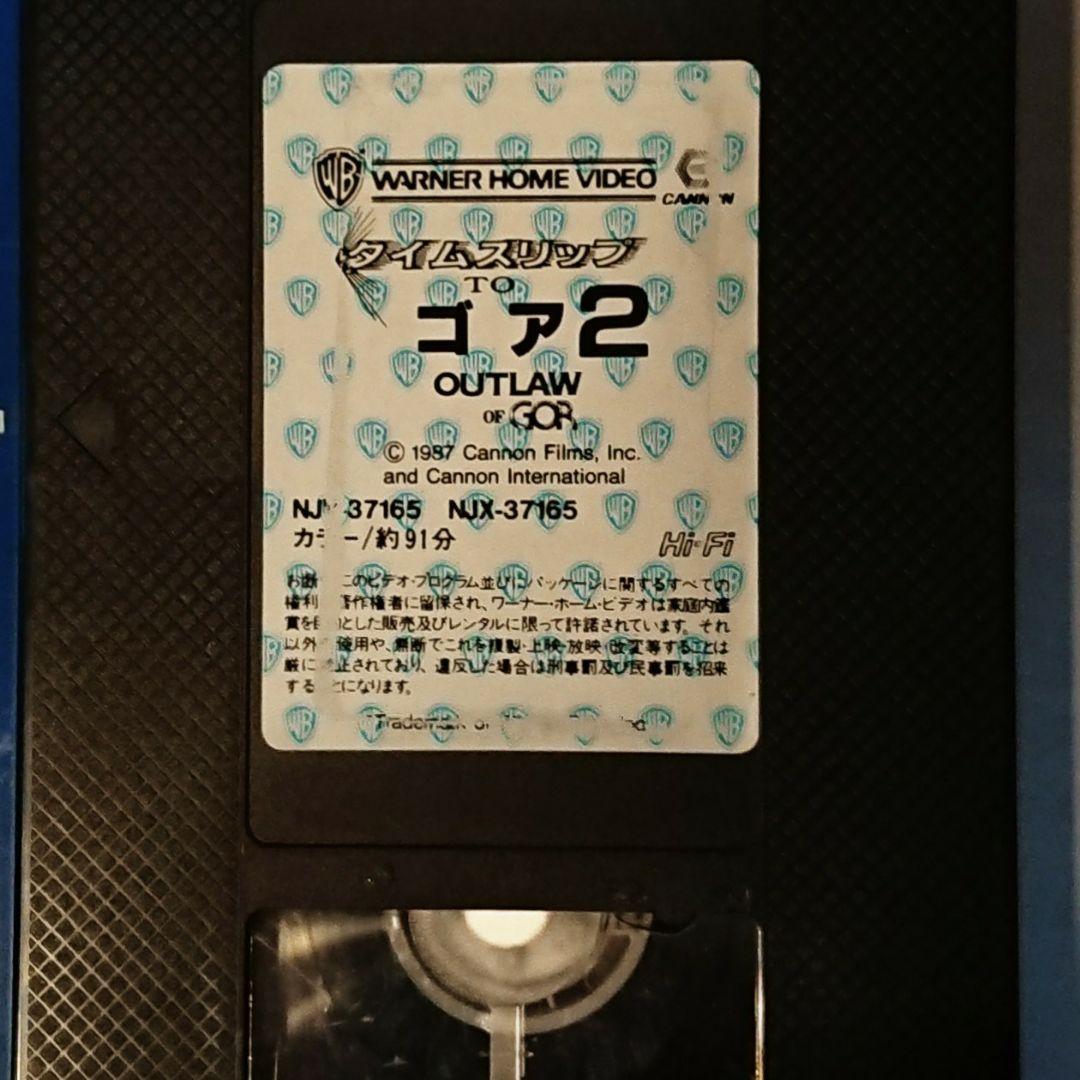 WB WARNER HOME VIDEO
タイムスリップ
TO
ゴア2
OUTLAW
OF GOR
© 1987 Cannon Films, Inc.
and Cannon International
37165 NJX-37165
/約91分
Hi-Fi
このビデオ・プログラム並びにパッケージに関するすべての
権利 著作権者に留保され、ワーナー・ホーム・ビデオは家庭内鑑
賞を目 とした販売及びレンタルに限って許諾されています。それ
以外 使用や、無断でこれを複製・上映・放映・改変等することは
厳に 止されており、違反した場合は刑事罰及び民事罰を招来
する とになります。